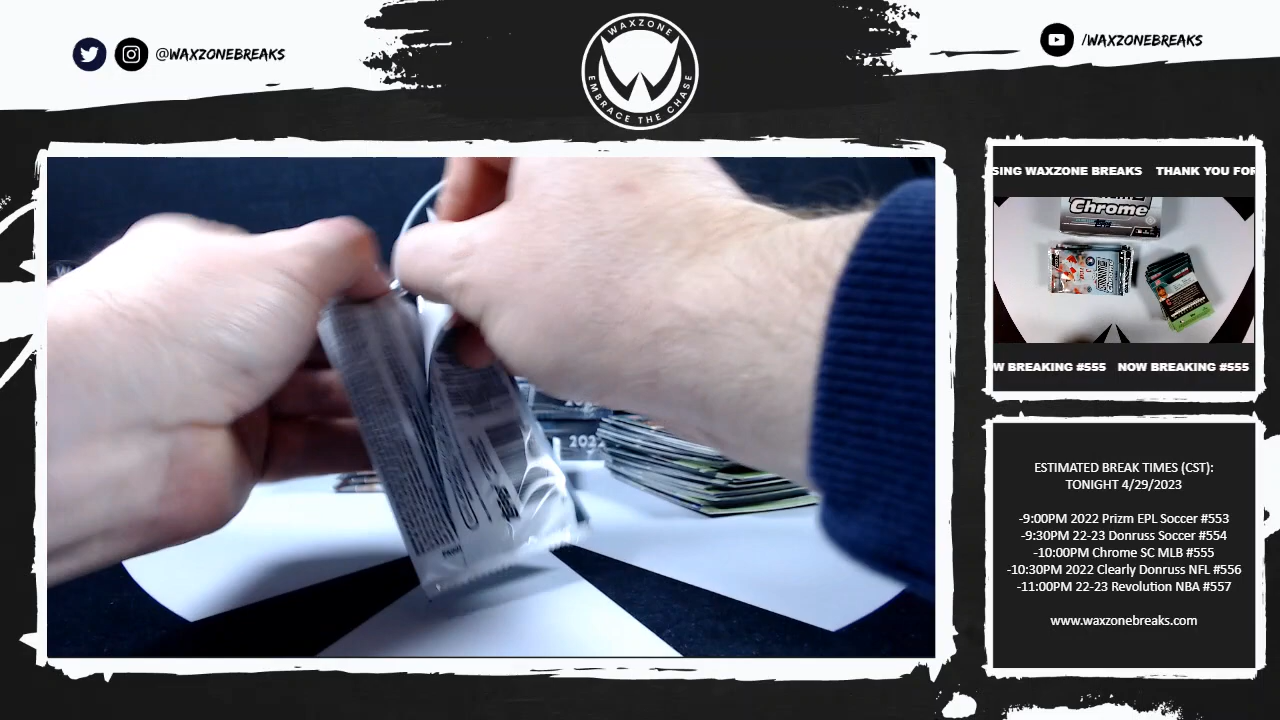 @WAXZONEBREAKS
WAXZONE
EMBRACE THE CHASE
/WAXZONEBREAKS
SING WAXZONE BREAKS THANK YOU FOR
Chrome
W BREAKING #555 NOW BREAKING #555
2022
ESTIMATED BREAK TIMES (CST):
TONIGHT 4/29/2023
-9:00PM 2022 Prizm EPL Soccer #553
-9:30PM 22-23 Donruss Soccer #554
-10:00PM Chrome SC MLB #555
-10:30PM 2022 Clearly Donruss NFL #556
-11:00PM 22-23 Revolution NBA #557
www.waxzonebreaks.com